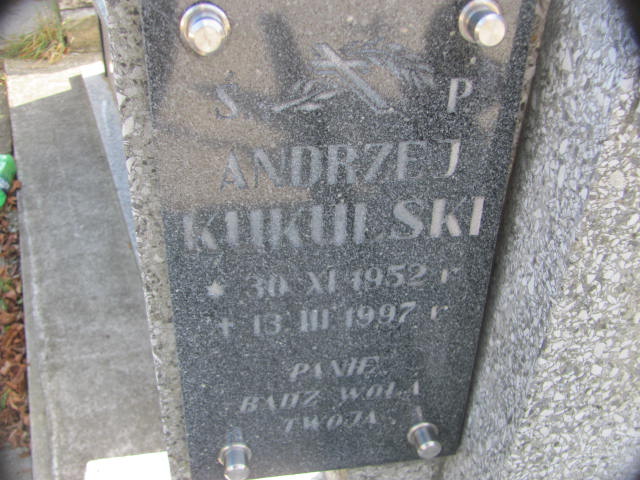 Ś P
ANDRZEJ
KUKULSKI
* 30 XI 1952 r
+ 13 III 1997 r
PANIE
BĄDŹ WOLA
TWOJA